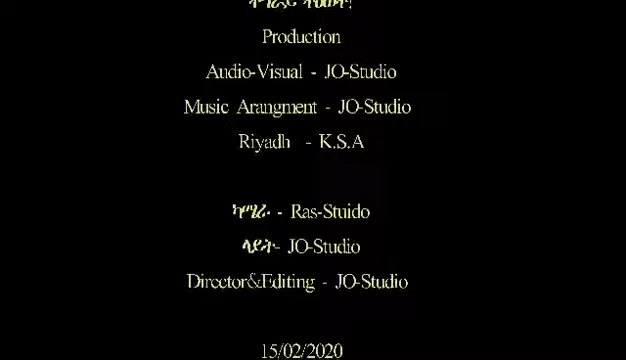 Production
Audio-Visual - JO-Studio
Music Arangment - JO-Studio
Riyadh - K.S.A
ካሜራ - Ras-Stuido
ላይት- JO-Studio
Director&Editing - JO-Studio
15/02/2020